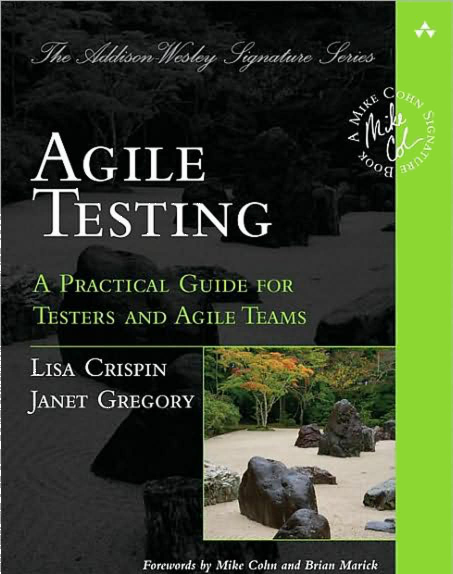 The Addison Wesley Signature Series
A MIKE COHN SIGNATURE BOOK
Mike Cohn
AGILE
TESTING
A PRACTICAL GUIDE FOR
TESTERS AND AGILE TEAMS
LISA CRISPIN
JANET GREGORY
Forewords by Mike Cohn and Brian Marick